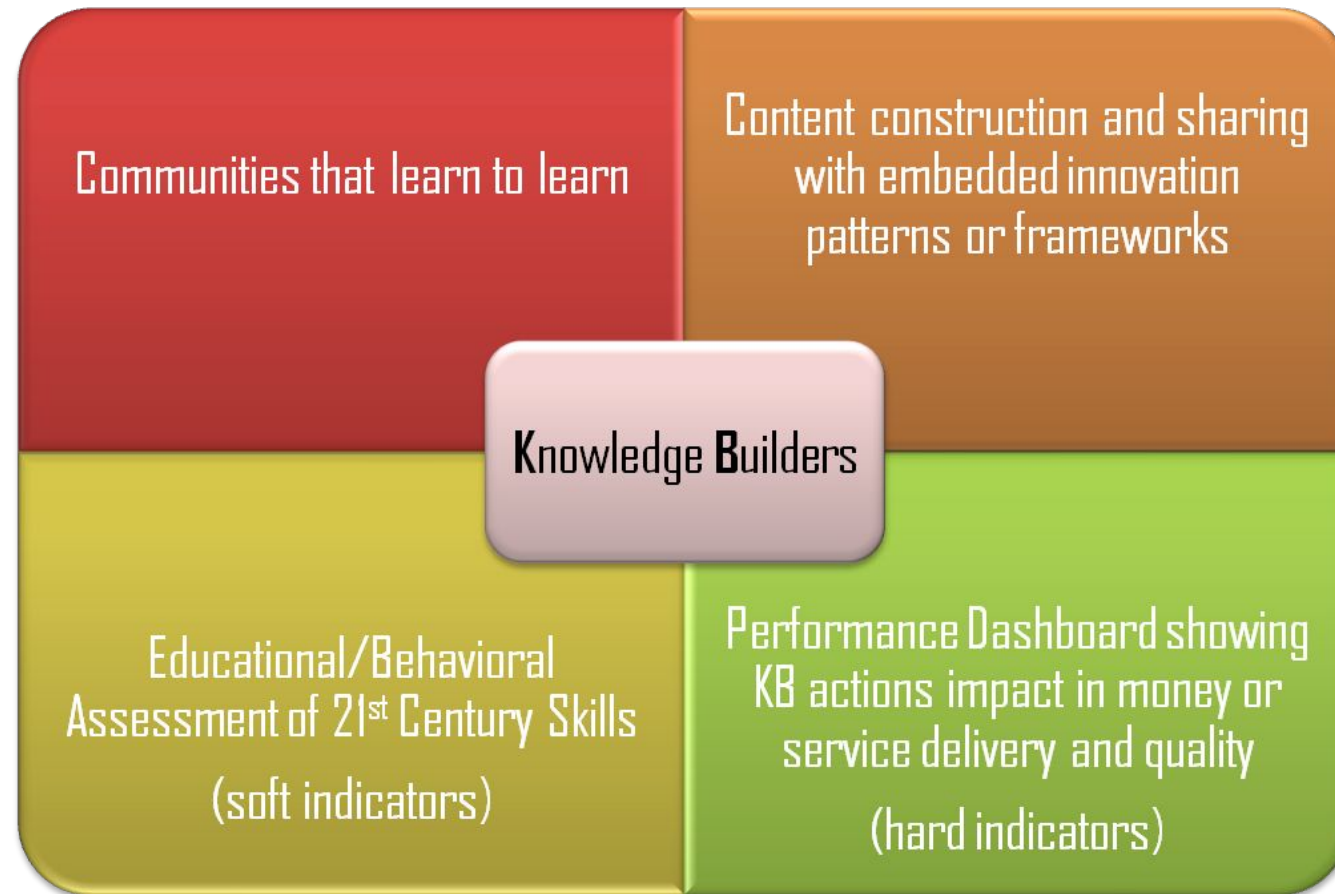 Communities that learn to learn
Content construction and sharing
with embedded innovation
patterns or frameworks
Knowledge Builders
Educational/Behavioral
Assessment of 21st Century Skills
(soft indicators)
Performance Dashboard showing
KB actions impact in money or
service delivery and quality
(hard indicators)